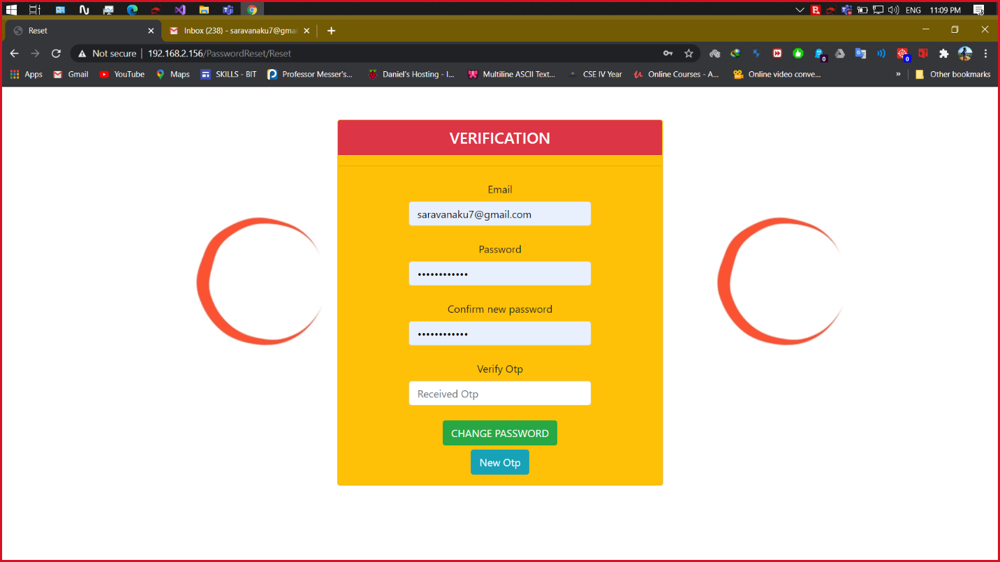 ENG 11:09 PM
Reset
Inbox (238) - saravanaku7@gma
Not secure | 192.168.2.156/PasswordReset/Reset
Apps Gmail YouTube Maps SKILLS - BIT Professor Messer's... Daniel's Hosting - I... Multiline ASCII Text... CSE IV Year Online Courses - A... Online video conve... » Other bookmarks
VERIFICATION
Email
saravanaku7@gmail.com
Password
••••••••••••
Confirm new password
••••••••••••
Verify Otp
Received Otp
CHANGE PASSWORD
New Otp